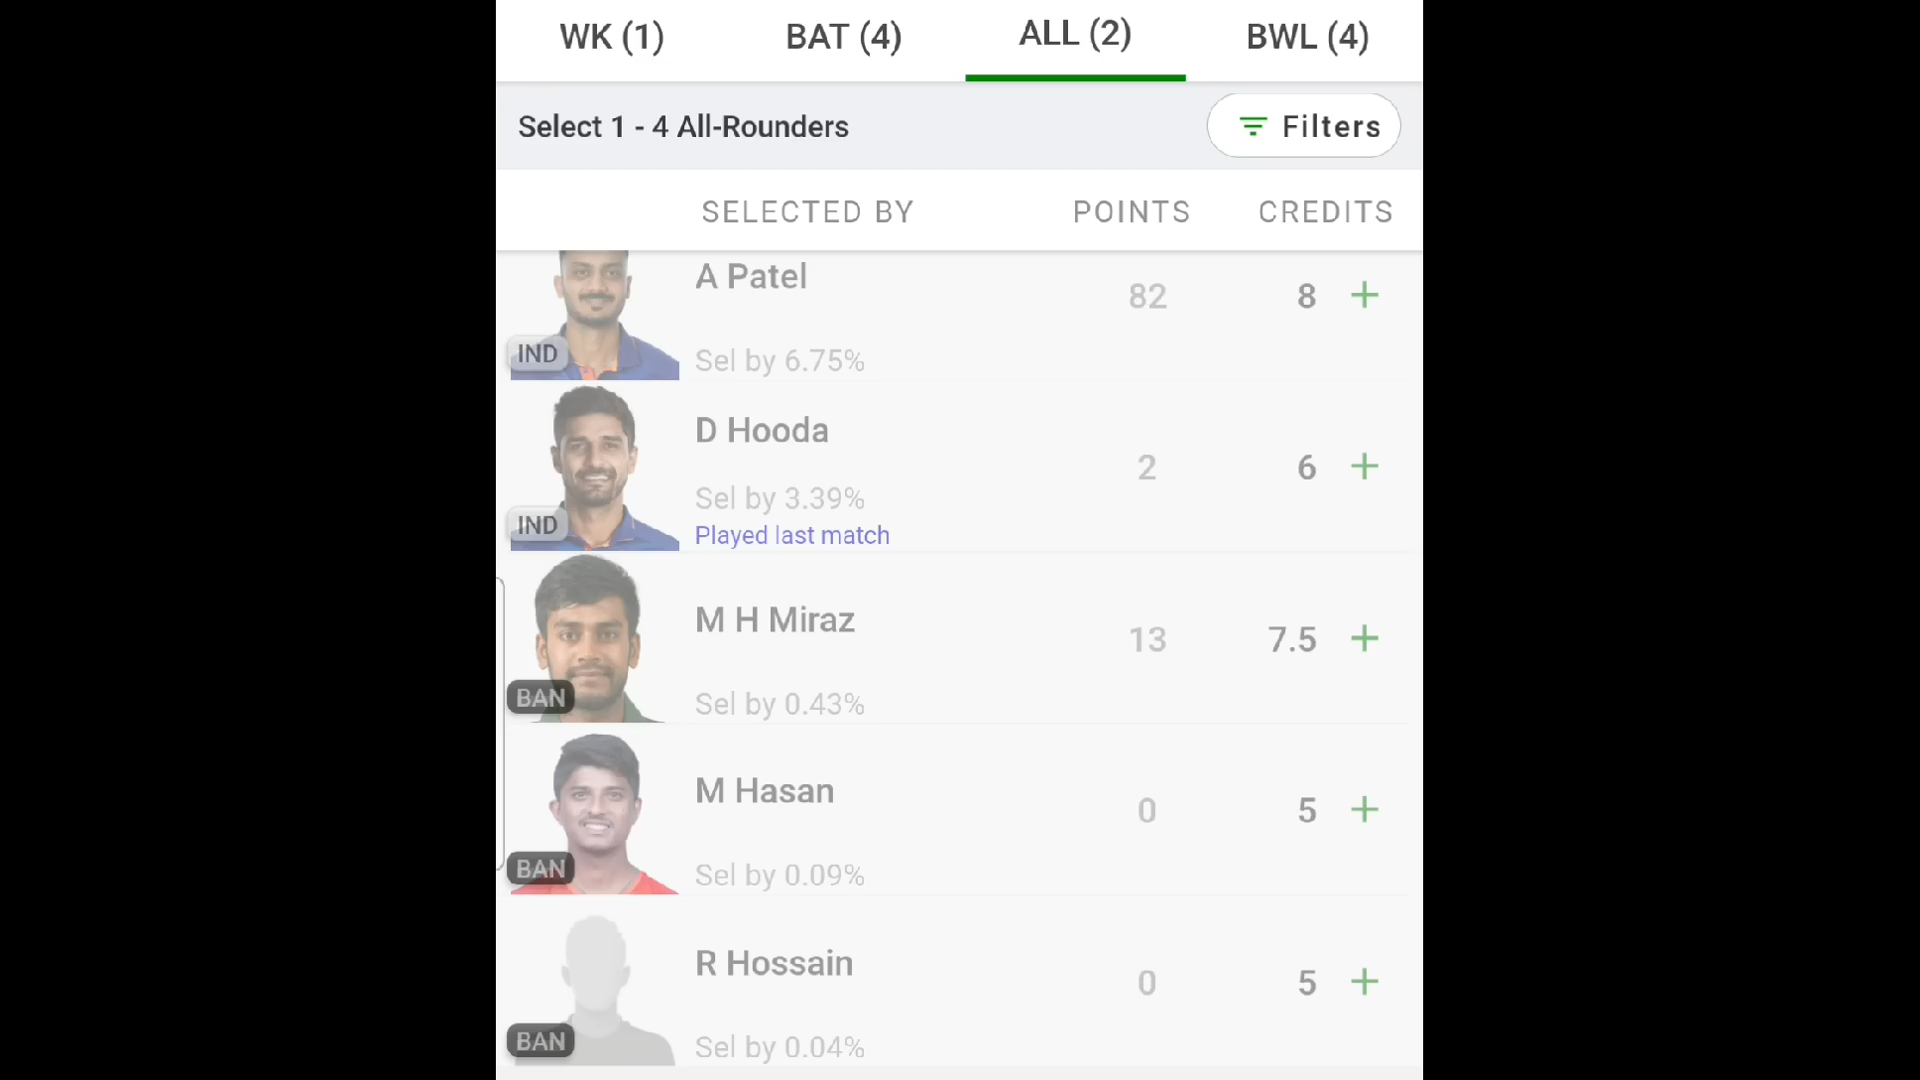 WK (1) BAT (4) ALL (2) BWL (4)
Select 1 - 4 All-Rounders Filters
SELECTED BY POINTS CREDITS
A Patel
82 8 +
IND
Sel by 6.75%
D Hooda
2 6 +
Sel by 3.39%
IND
Played last match
M H Miraz
13 7.5 +
BAN
Sel by 0.43%
M Hasan
0 5 +
BAN
Sel by 0.09%
R Hossain
0 5 +
BAN
Sel by 0.04%